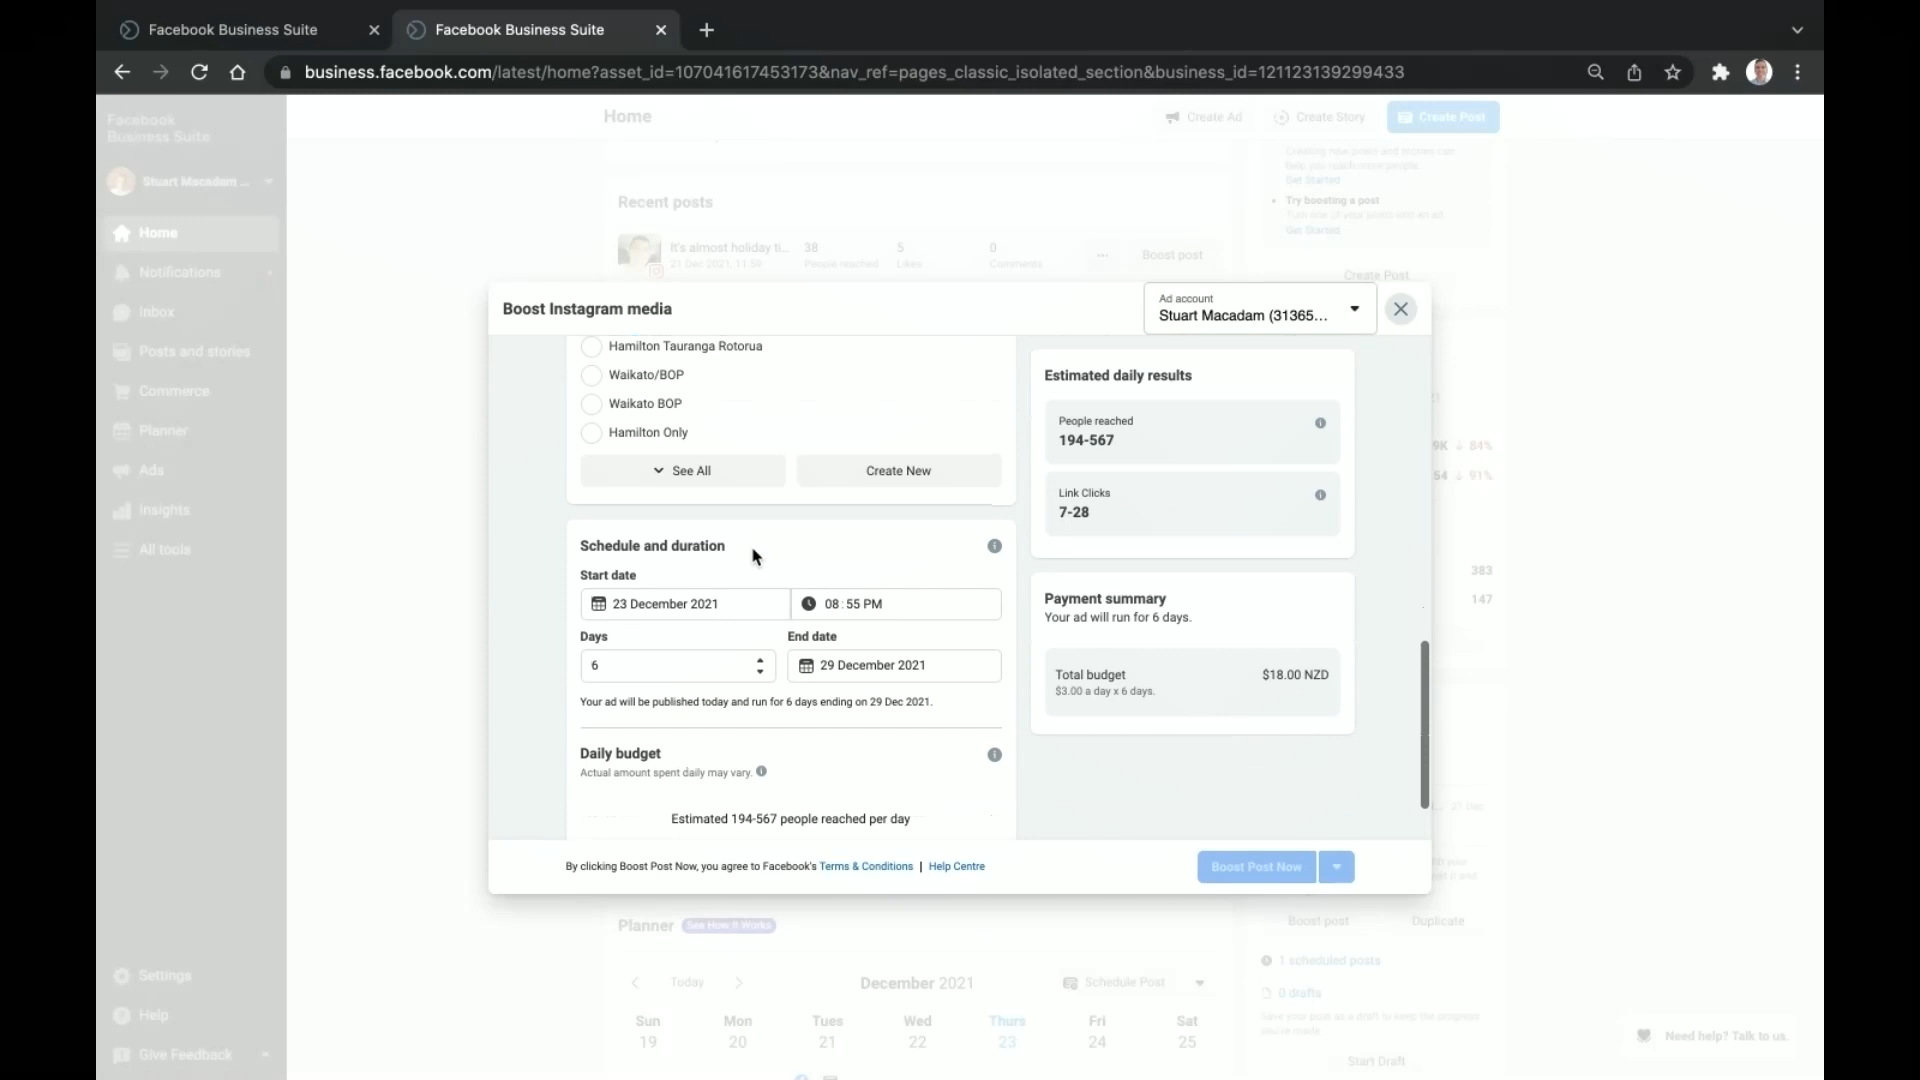 Facebook Business Suite
Facebook Business Suite
business.facebook.com/latest/home?asset_id=107041617453173&nav_ref=pages_classic_isolated_section&business_id=121123139299433
Facebook
Business Suite
Stuart Macadam ...
Home
Notifications
Inbox
Posts and stories
Commerce
Planner
Ads
Insights
All tools
Settings
Help
Give Feedback
Home
Create Ad
Create Story
Create Post
Creating new posts and stories can
help you reach more people.
Get Started
Try boosting a post
Turn one of your posts into an ad.
Get Started
Create Post
Recent posts
It's almost holiday ti...
21 Dec 2021, 11:59
38
People reached
5
Likes
0
Comments
...
Boost post
Boost Instagram media
Ad account
Stuart Macadam (31365...
Hamilton Tauranga Rotorua
Waikato/BOP
Waikato BOP
Hamilton Only
See All
Create New
Schedule and duration
Start date
23 December 2021
08 : 55 PM
Days
End date
6
29 December 2021
Your ad will be published today and run for 6 days ending on 29 Dec 2021.
Daily budget
Actual amount spent daily may vary.
Estimated 194-567 people reached per day
Estimated daily results
People reached
194-567
Link Clicks
7-28
Payment summary
Your ad will run for 6 days.
Total budget
$18.00 NZD
$3.00 a day x 6 days.
By clicking Boost Post Now, you agree to Facebook's Terms & Conditions | Help Centre
Boost Post Now
9K ↓ 84%
54 ↓ 91%
383
147
Boost post
Duplicate
1 scheduled posts
0 drafts
Save your post as a draft to keep the progress
you've made.
Start Draft
Planner
See How It Works
Today
December 2021
Schedule Post
Sun
Mon
Tues
Wed
Thurs
Fri
Sat
19
20
21
22
23
24
25
Need help? Talk to us.